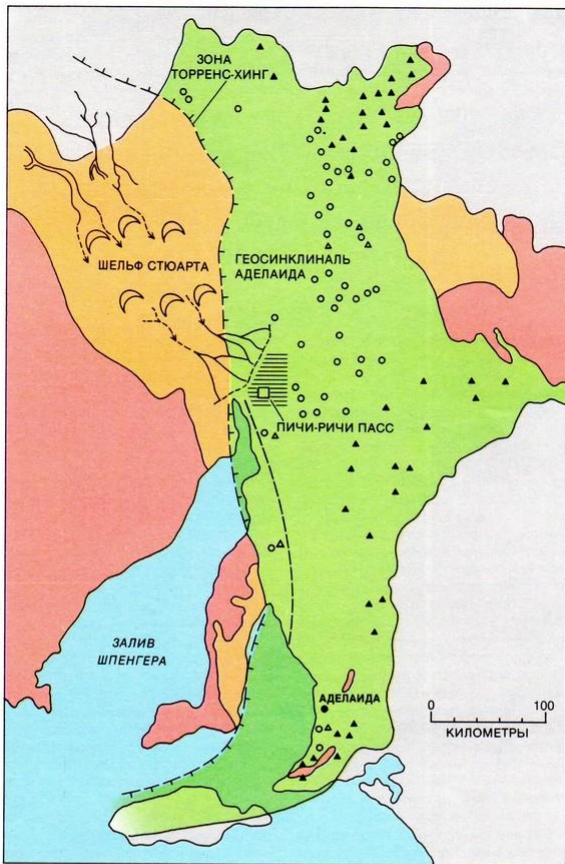 ЗОНА
ТОРРЕНС-ХИНГ
ШЕЛЬФ СТЮАРТА
ГЕОСИНКЛИНАЛЬ
АДЕЛАИДА
ПИЧИ-РИЧИ ПАСС
ЗАЛИВ
ШПЕНГЕРА
АДЕЛАИДА
0 100
КИЛОМЕТРЫ